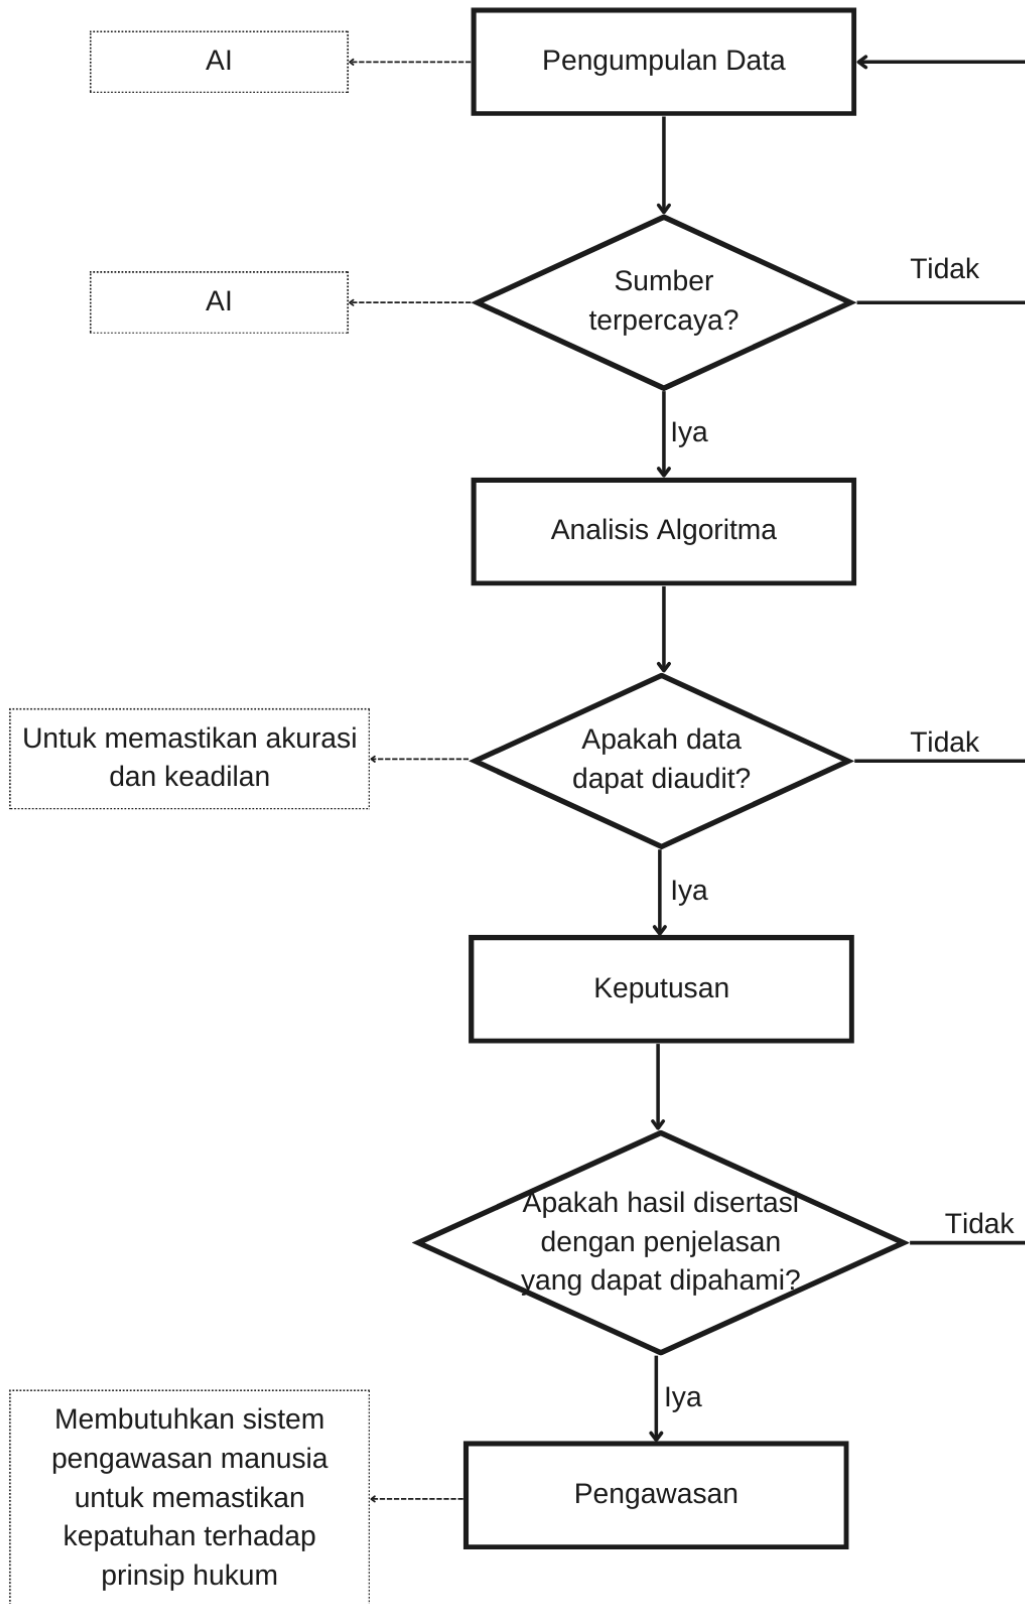 AI
Pengumpulan Data
AI
Sumber
terpercaya?
Tidak
Iya
Analisis Algoritma
Untuk memastikan akurasi
dan keadilan
Apakah data
dapat diaudit?
Tidak
Iya
Keputusan
Apakah hasil disertasi
dengan penjelasan
yang dapat dipahami?
Tidak
Iya
Membutuhkan sistem
pengawasan manusia
untuk memastikan
kepatuhan terhadap
prinsip hukum
Pengawasan